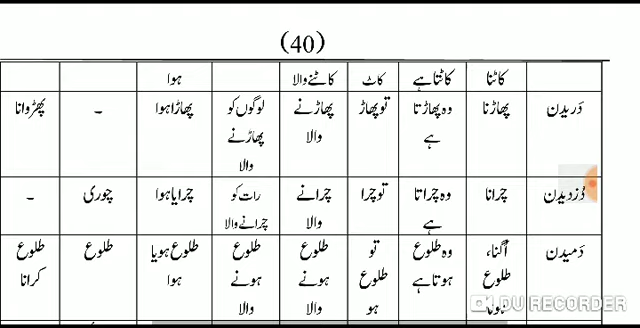 (40)
کاٹنا کاٹتا ہے کاٹ کاٹنے والا ہوا
دَریدن پھاڑنا وہ پھاڑتا ہے تو پھاڑ پھاڑنے والا لوگوں کو پھاڑنے والا پھاڑا ہوا - پھڑوانا
دُزدیدن چرانا وہ چراتا ہے تو چرا چرانے والا رات کو چرانے والا چرایا ہوا چوری -
دَمیدن اُگنا، طلوع ہونا وہ طلوع ہوتا ہے تو طلوع ہو طلوع ہونے والا طلوع ہونے والا طلوع ہویا ہوا طلوع طلوع کرانا
DU RECORDER